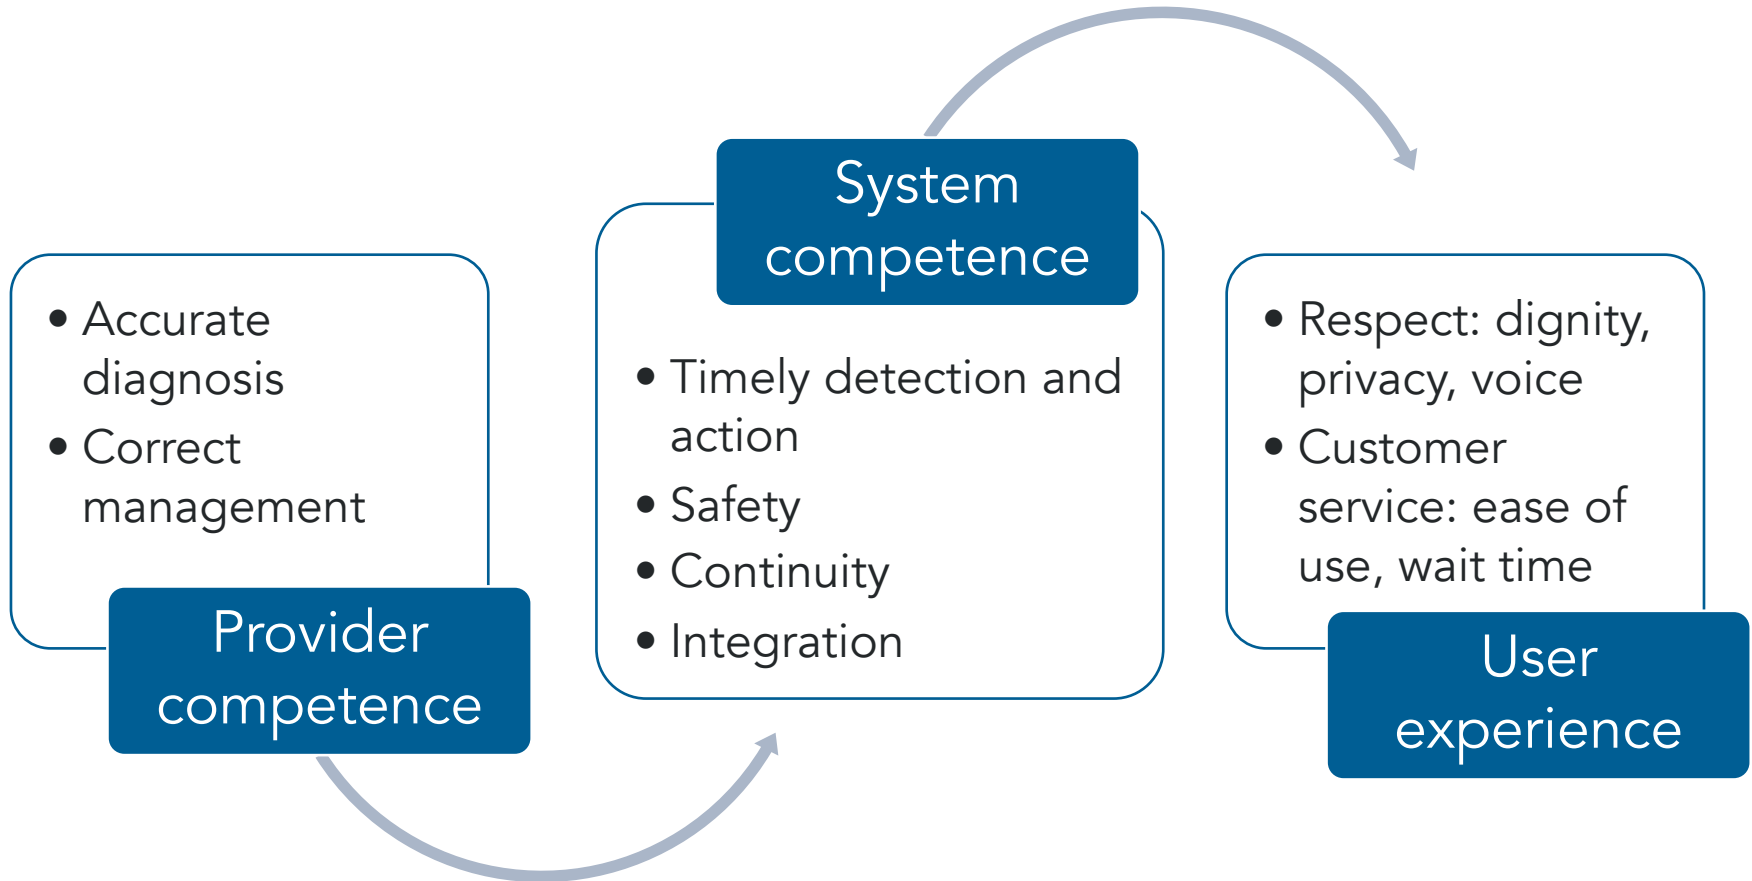 • Accurate
diagnosis
• Correct
management
Provider
competence
System
competence
• Timely detection and
action
• Safety
• Continuity
• Integration
• Respect: dignity,
privacy, voice
• Customer
service: ease of
use, wait time
User
experience